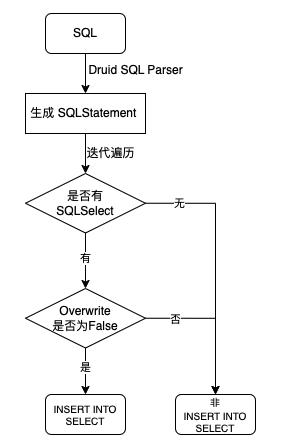 SQL
Druid SQL Parser
生成 SQLStatement
迭代遍历
是否有
SQLSelect
无
有
Overwrite
是否为False
否
是
INSERT INTO
SELECT
非
INSERT INTO
SELECT